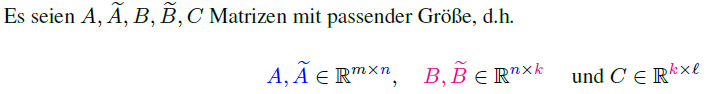 Es seien A, Ã, B, B̃, C Matrizen mit passender Größe, d.h.
A, Ã ∈ ℝ^{m×n}, B, B̃ ∈ ℝ^{n×k} und C ∈ ℝ^{k×ℓ}